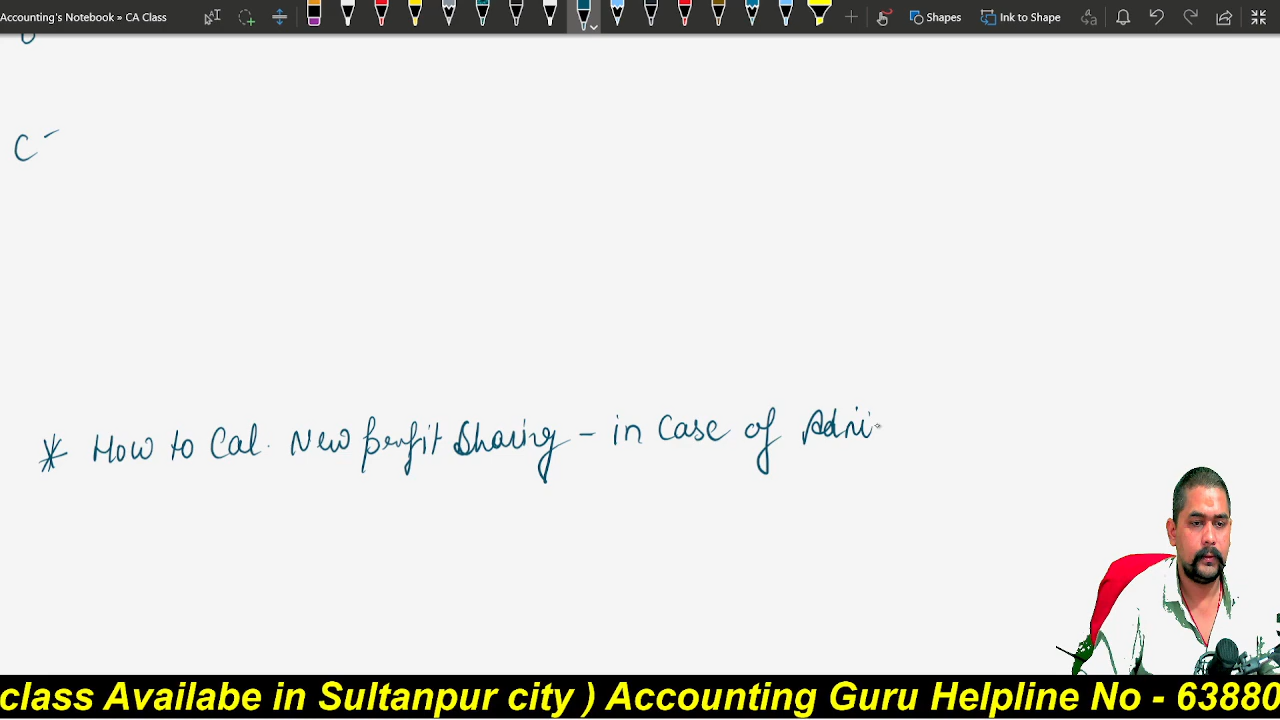 Accounting's Notebook » CA Class
Shapes
Ink to Shape
C -
* How to Cal. New profit Sharing - in Case of Admi
class Availabe in Sultanpur city ) Accounting Guru Helpline No - 63880